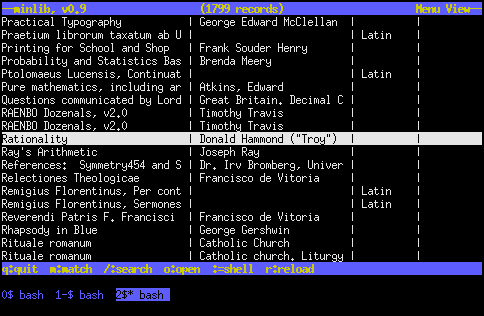 --minlib, v0.9 (1799 records) Menu View--
Practical Typography | George Edward McClellan | |
Praetium librorum taxatum ab U | | Latin |
Printing for School and Shop | Frank Souder Henry | |
Probability and Statistics Bas | Brenda Meery | |
Ptolomaeus Lucensis, Continuat | | Latin |
Pure mathematics, including ar | Atkins, Edward | |
Questions communicated by Lord | Great Britain. Decimal C | |
RAENBO Dozenals, v2.0 | Timothy Travis | |
RAENBO Dozenals, v2.0 | Timothy Travis | |
Rationality | Donald Hammond ("Troy") | |
Ray's Arithmetic | Joseph Ray | |
References: Symmetry454 and S | Dr. Irv Bromberg, Univer | |
Relectiones Theologicae | Francisco de Vitoria | |
Remigius Florentinus, Per cont | | Latin |
Remigius Florentinus, Sermones | | Latin |
Reverendi Patris F. Francisci | Francisco de Vitoria | |
Rhapsody in Blue | George Gershwin | |
Rituale romanum | Catholic Church | |
Rituale romanum | Catholic Church. Liturgy | |
q:quit m:match /:search o:open :=shell r:reload
0$ bash 1-$ bash 2$* bash